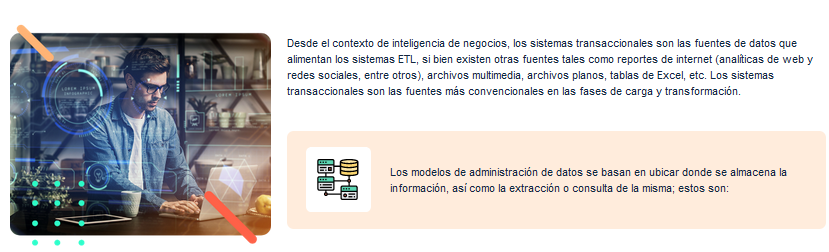 Desde el contexto de inteligencia de negocios, los sistemas transaccionales son las fuentes de datos que
alimentan los sistemas ETL, si bien existen otras fuentes tales como reportes de internet (analíticas de web y
redes sociales, entre otros), archivos multimedia, archivos planos, tablas de Excel, etc. Los sistemas
transaccionales son las fuentes más convencionales en las fases de carga y transformación.
LOREM IPSUM
INFOGRAPHIC
Los modelos de administración de datos se basan en ubicar donde se almacena la
información, así como la extracción o consulta de la misma; estos son: